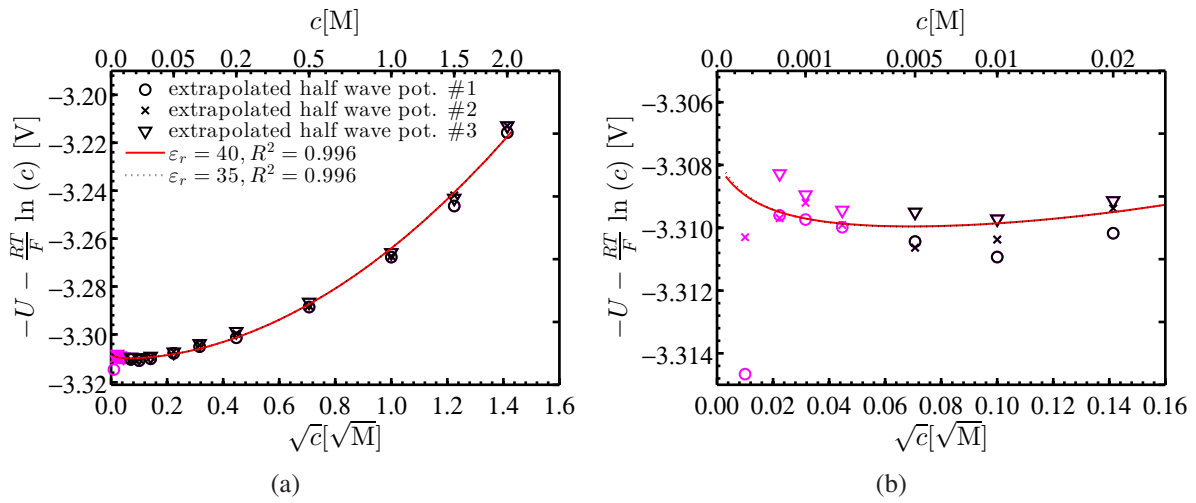 c[M]
0.0 0.05 0.2 0.5 1.0 1.5 2.0
−3.20
−3.22
−3.24
−3.26
−3.28
−3.30
−3.32
−U − RT/F ln (c) [V]
extrapolated half wave pot. #1
extrapolated half wave pot. #2
extrapolated half wave pot. #3
εr = 40, R² = 0.996
εr = 35, R² = 0.996
0.0 0.2 0.4 0.6 0.8 1.0 1.2 1.4 1.6
√c[√M]
(a)
c[M]
0.0 0.001 0.005 0.01 0.02
−3.306
−3.308
−3.310
−3.312
−3.314
−U − RT/F ln (c) [V]
0.00 0.02 0.04 0.06 0.08 0.10 0.12 0.14 0.16
√c[√M]
(b)